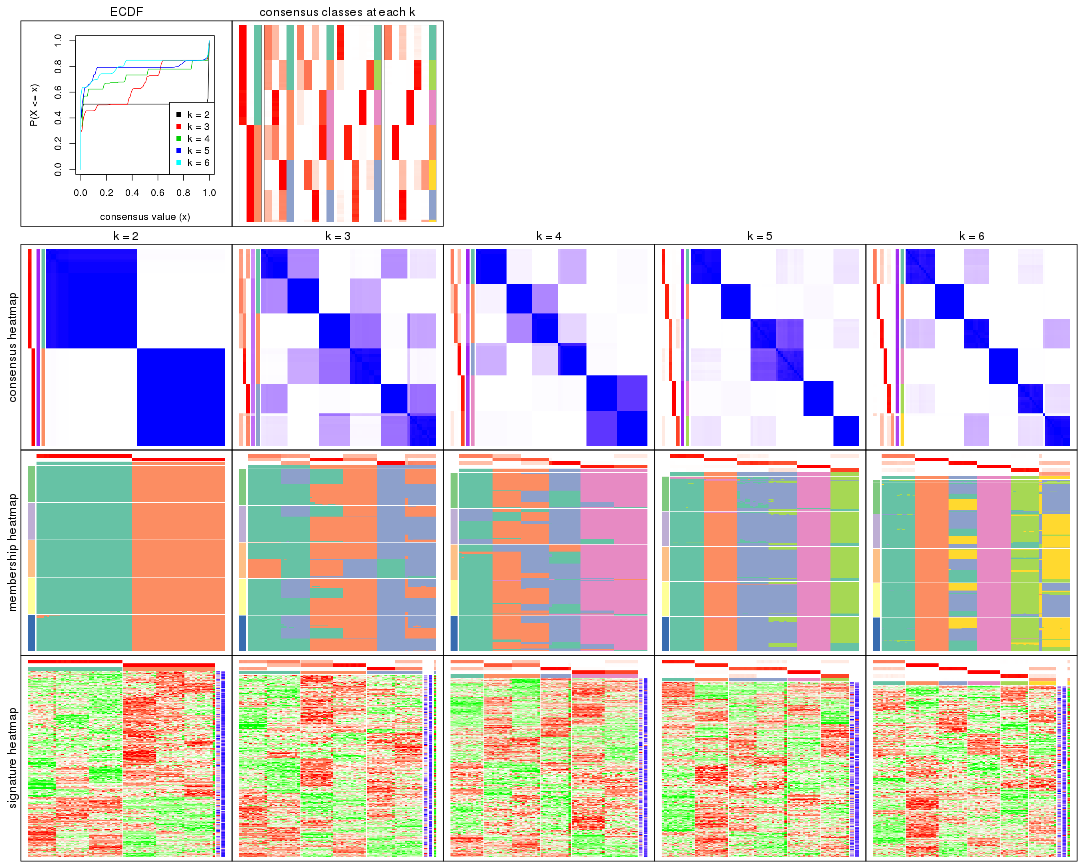 ECDF
consensus classes at each k
P(X <= x)
0.0 0.2 0.4 0.6 0.8 1.0
k = 2
k = 3
k = 4
k = 5
k = 6
0.0 0.2 0.4 0.6 0.8 1.0
consensus value (x)
k = 2 k = 3 k = 4 k = 5 k = 6
consensus heatmap
membership heatmap
signature heatmap